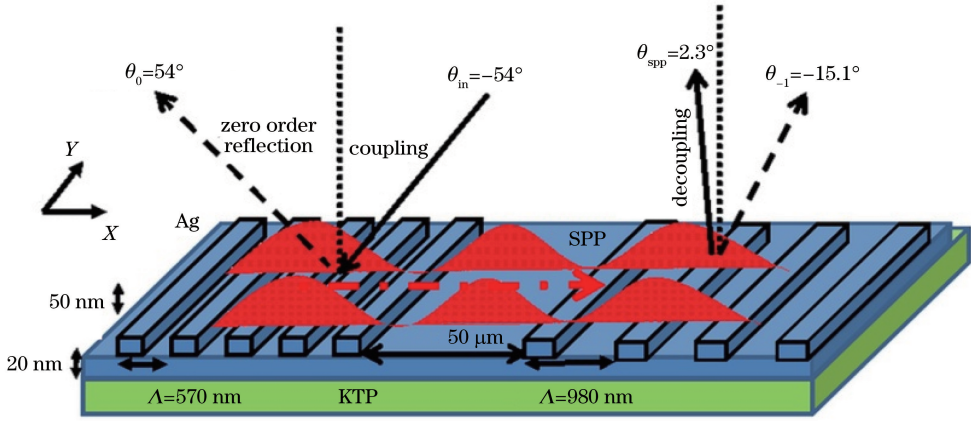 θ₀=54°
θᵢₙ=−54°
θₛₚₚ=2.3°
θ₋₁=−15.1°
zero order
reflection
coupling
decoupling
Y
X
Ag
SPP
50 nm
50 μm
20 nm
Λ=570 nm
KTP
Λ=980 nm